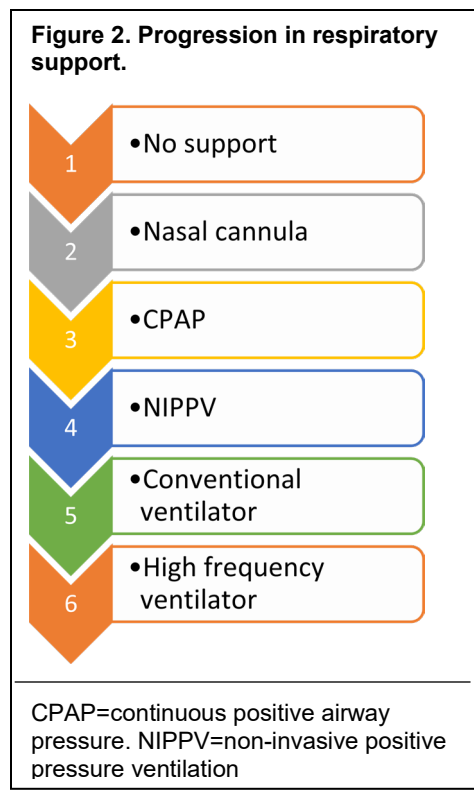 Figure 2. Progression in respiratory
support.
1
•No support
2
•Nasal cannula
3
•CPAP
4
•NIPPV
5
•Conventional
ventilator
6
•High frequency
ventilator
CPAP=continuous positive airway
pressure. NIPPV=non-invasive positive
pressure ventilation